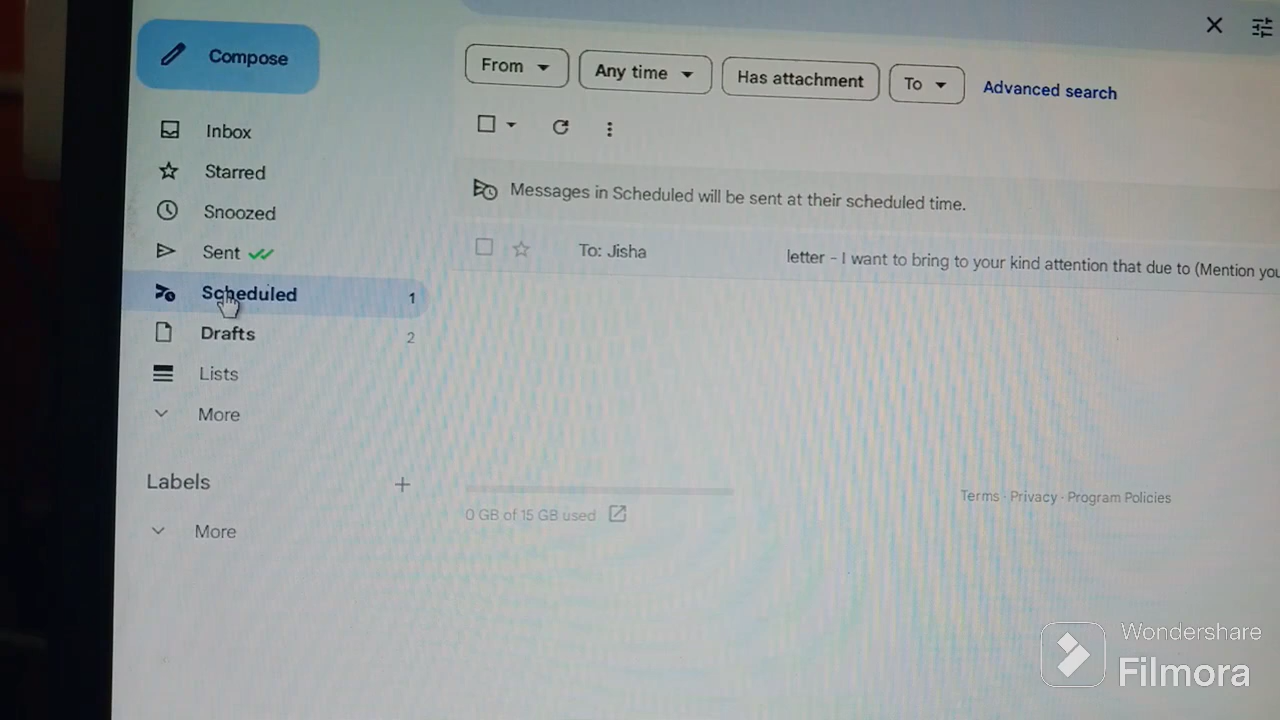 Compose
From
Any time
Has attachment
To
Advanced search
Inbox
Starred
Snoozed
Sent
Scheduled 1
Drafts 2
Lists
More
Labels
More
Messages in Scheduled will be sent at their scheduled time.
To: Jisha
letter - I want to bring to your kind attention that due to (Mention you
0 GB of 15 GB used
Terms · Privacy · Program Policies
Wondershare
Filmora